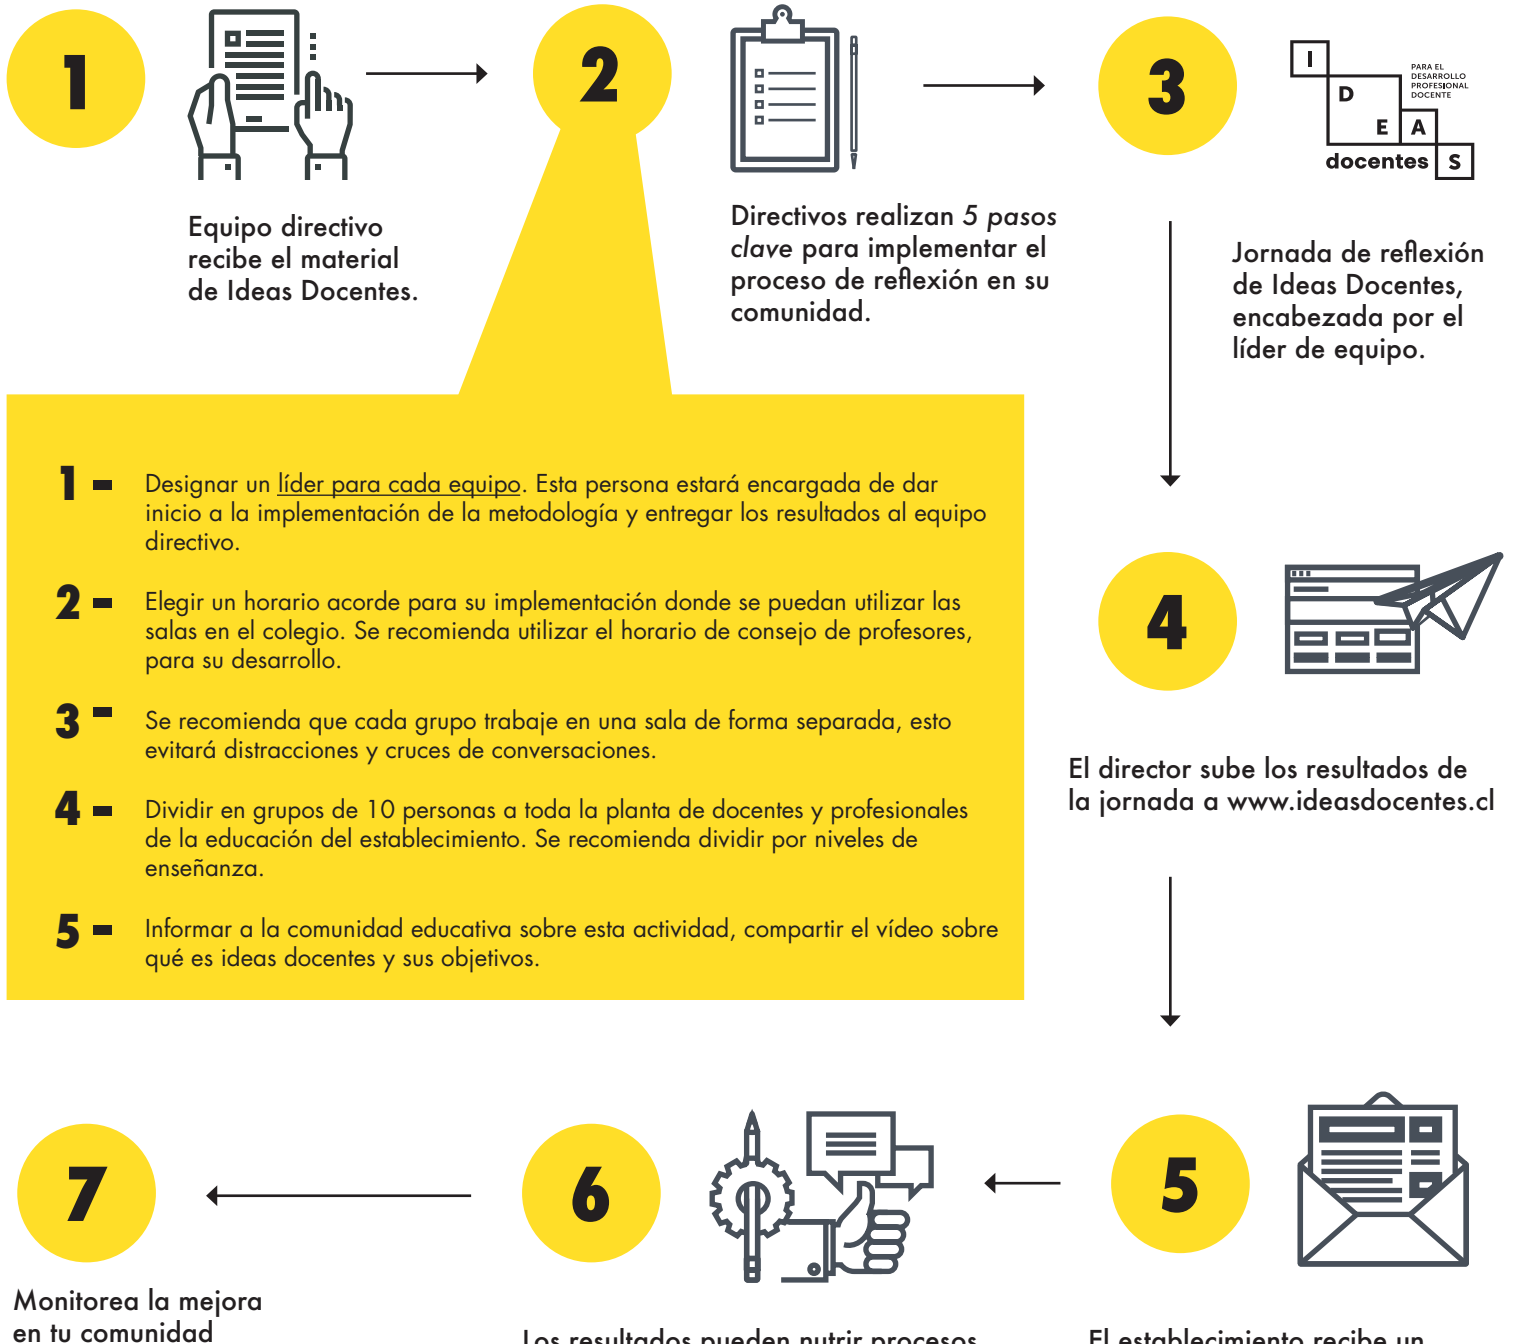 1
Equipo directivo
recibe el material
de Ideas Docentes.
2
Directivos realizan 5 pasos
clave para implementar el
proceso de reflexión en su
comunidad.
3
I
D
E A
docentes S
PARA EL
DESARROLLO
PROFESIONAL
DOCENTE
Jornada de reflexión
de Ideas Docentes,
encabezada por el
líder de equipo.
1 - Designar un líder para cada equipo. Esta persona estará encargada de dar
inicio a la implementación de la metodología y entregar los resultados al equipo
directivo.
2 - Elegir un horario acorde para su implementación donde se puedan utilizar las
salas en el colegio. Se recomienda utilizar el horario de consejo de profesores,
para su desarrollo.
3 - Se recomienda que cada grupo trabaje en una sala de forma separada, esto
evitará distracciones y cruces de conversaciones.
4 - Dividir en grupos de 10 personas a toda la planta de docentes y profesionales
de la educación del establecimiento. Se recomienda dividir por niveles de
enseñanza.
5 - Informar a la comunidad educativa sobre esta actividad, compartir el vídeo sobre
qué es ideas docentes y sus objetivos.
4
El director sube los resultados de
la jornada a www.ideasdocentes.cl
5
El establecimiento recibe un
6
Los resultados pueden nutrir procesos
7
Monitorea la mejora
en tu comunidad